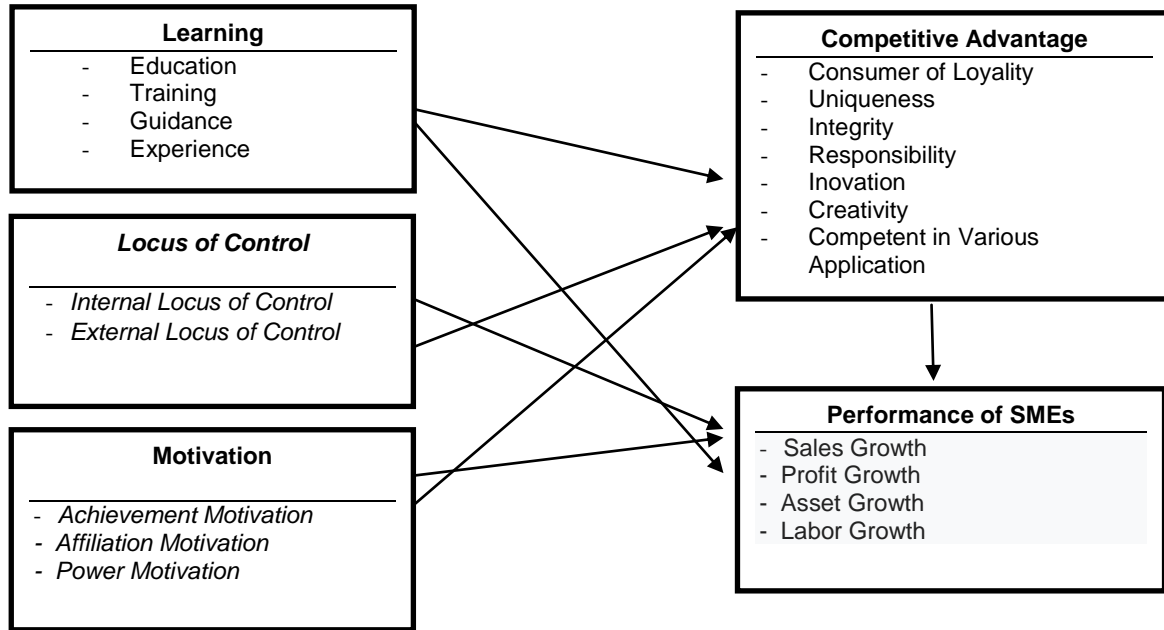 Learning
- Education
- Training
- Guidance
- Experience
Locus of Control
- Internal Locus of Control
- External Locus of Control
Motivation
- Achievement Motivation
- Affiliation Motivation
- Power Motivation
Competitive Advantage
- Consumer of Loyality
- Uniqueness
- Integrity
- Responsibility
- Inovation
- Creativity
- Competent in Various
Application
Performance of SMEs
- Sales Growth
- Profit Growth
- Asset Growth
- Labor Growth